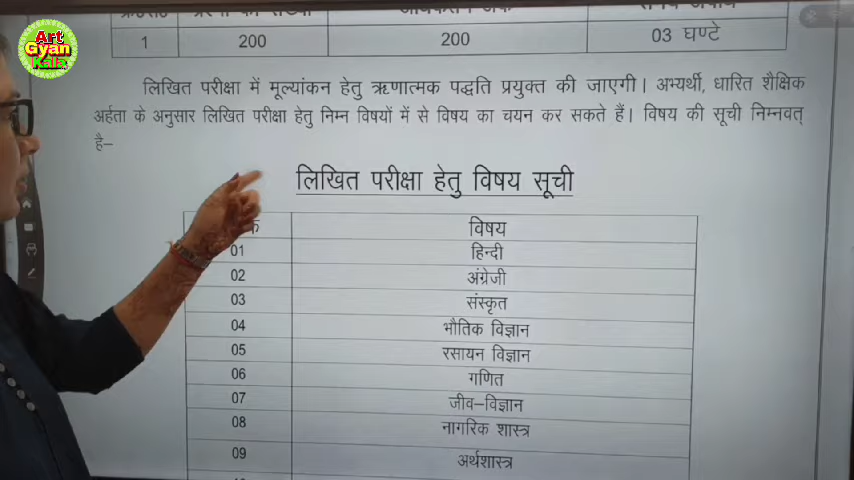 Art
Gyan
Kala
1 200 200 03 घण्टे
लिखित परीक्षा में मूल्यांकन हेतु ऋणात्मक पद्धति प्रयुक्त की जाएगी। अभ्यर्थी, धारित शैक्षिक
अर्हता के अनुसार लिखित परीक्षा हेतु निम्न विषयों में से विषय का चयन कर सकते हैं। विषय की सूची निम्नवत्
है–
लिखित परीक्षा हेतु विषय सूची
विषय
01 हिन्दी
02 अंग्रेजी
03 संस्कृत
04 भौतिक विज्ञान
05 रसायन विज्ञान
06 गणित
07 जीव–विज्ञान
08 नागरिक शास्त्र
09 अर्थशास्त्र